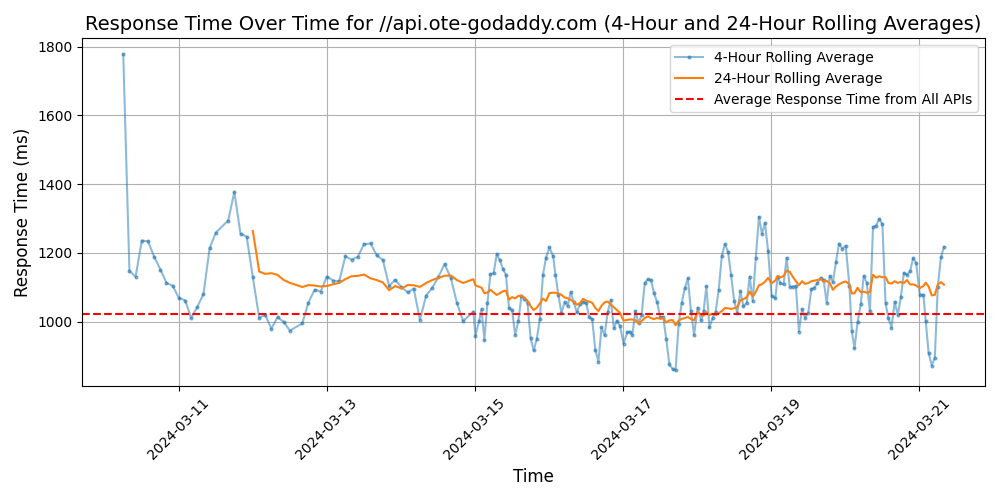 Response Time Over Time for //api.ote-godaddy.com (4-Hour and 24-Hour Rolling Averages)
4-Hour Rolling Average
24-Hour Rolling Average
Average Response Time from All APIs
Response Time (ms)
1800
1600
1400
1200
1000
2024-03-11
2024-03-13
2024-03-15
2024-03-17
2024-03-19
2024-03-21
Time